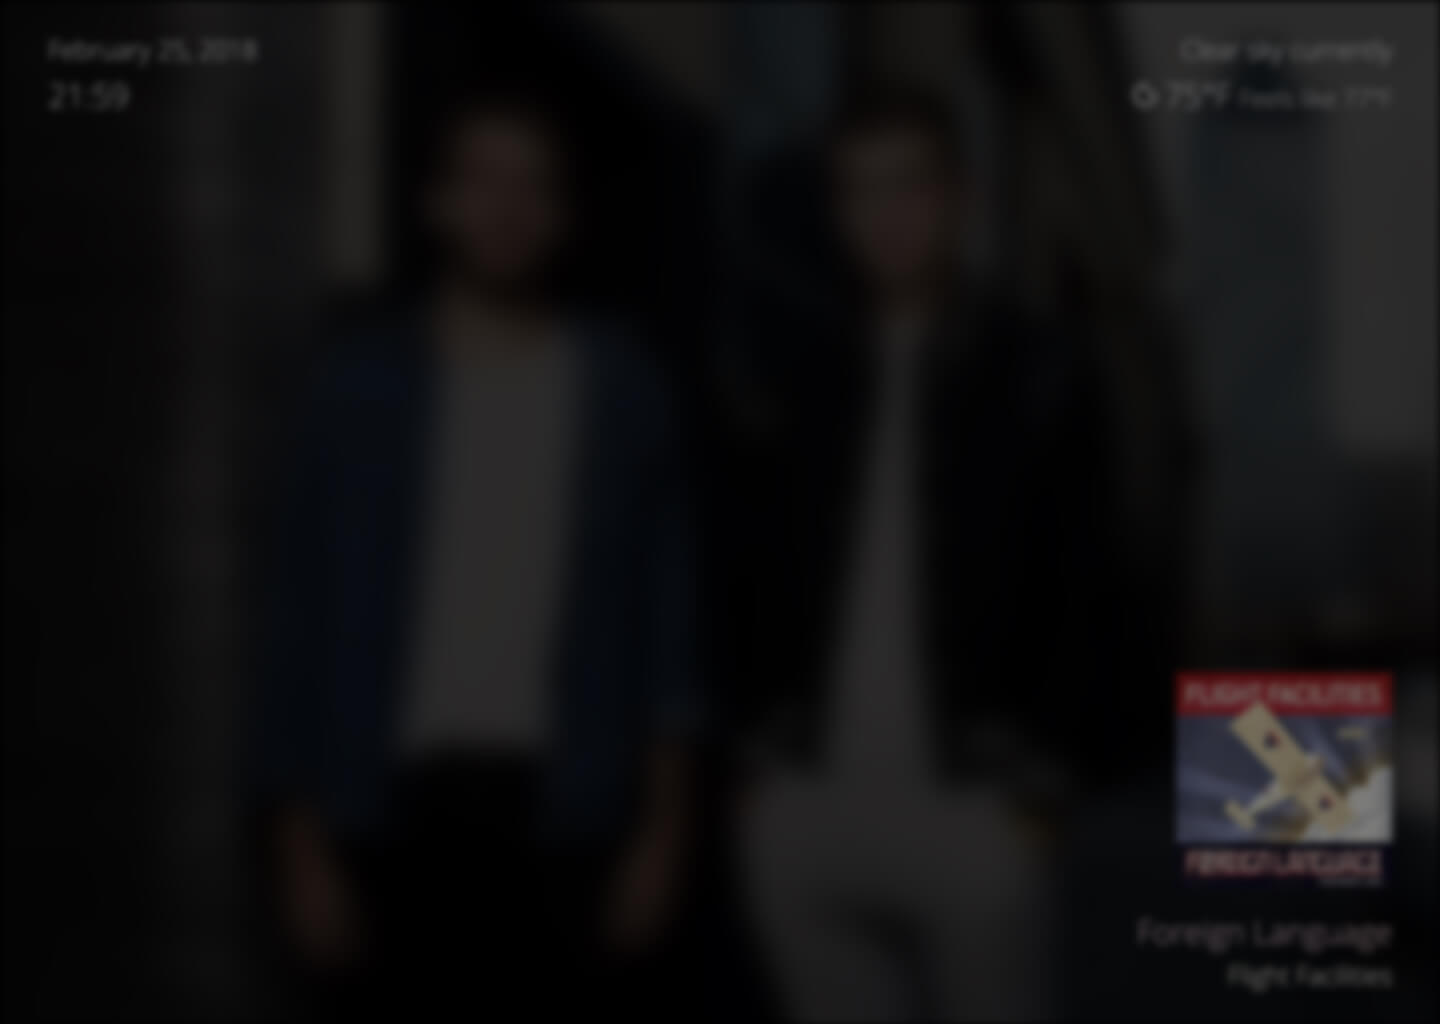 February 25, 2018
21:59
Clear sky currently
75°F Feels like 77°F
FLIGHT FACILITIES
FOREIGN LANGUAGE
Foreign Language
Flight Facilities